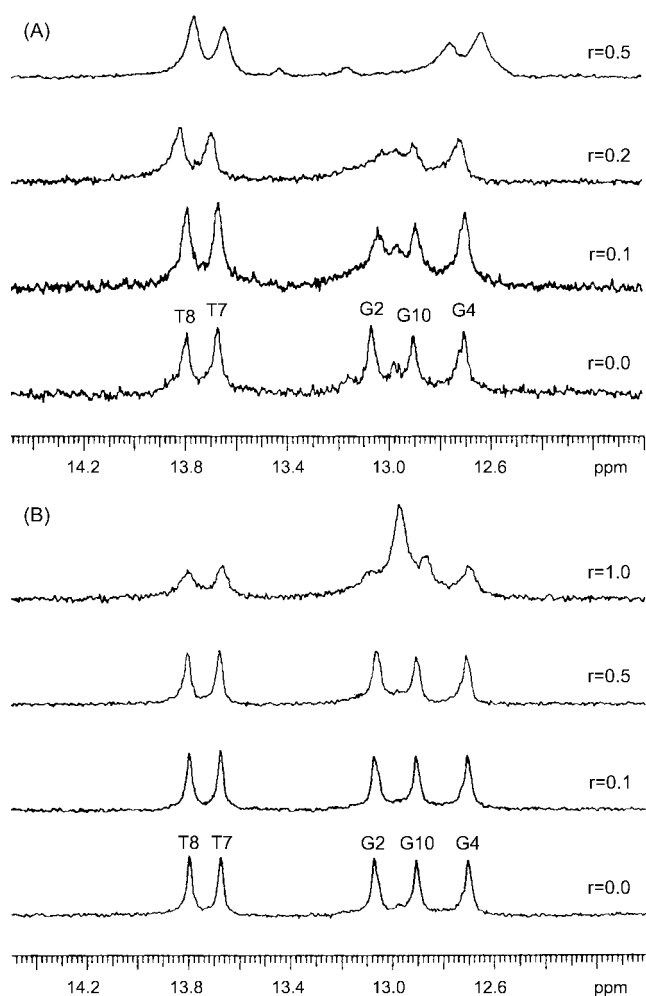 (A)
r=0.5
r=0.2
r=0.1
T8 T7 G2 G10 G4
r=0.0
14.2 13.8 13.4 13.0 12.6 ppm
(B)
r=1.0
r=0.5
r=0.1
T8 T7 G2 G10 G4
r=0.0
14.2 13.8 13.4 13.0 12.6 ppm